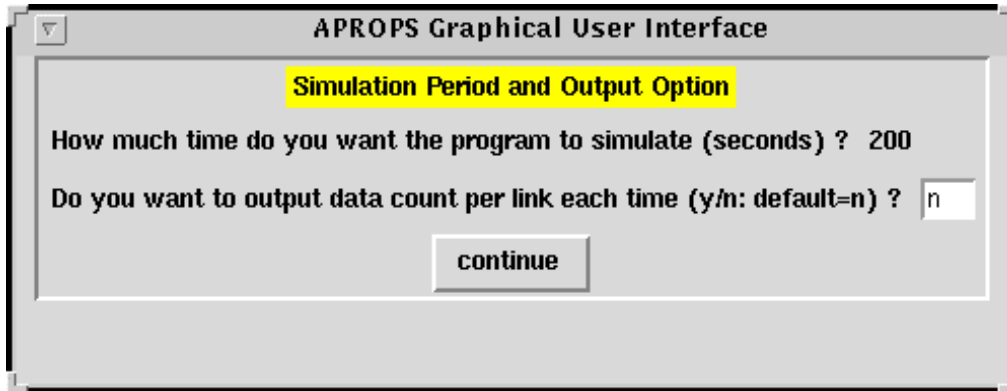 APROPS Graphical User Interface
Simulation Period and Output Option
How much time do you want the program to simulate (seconds) ? 200
Do you want to output data count per link each time (y/n: default=n) ? n
continue